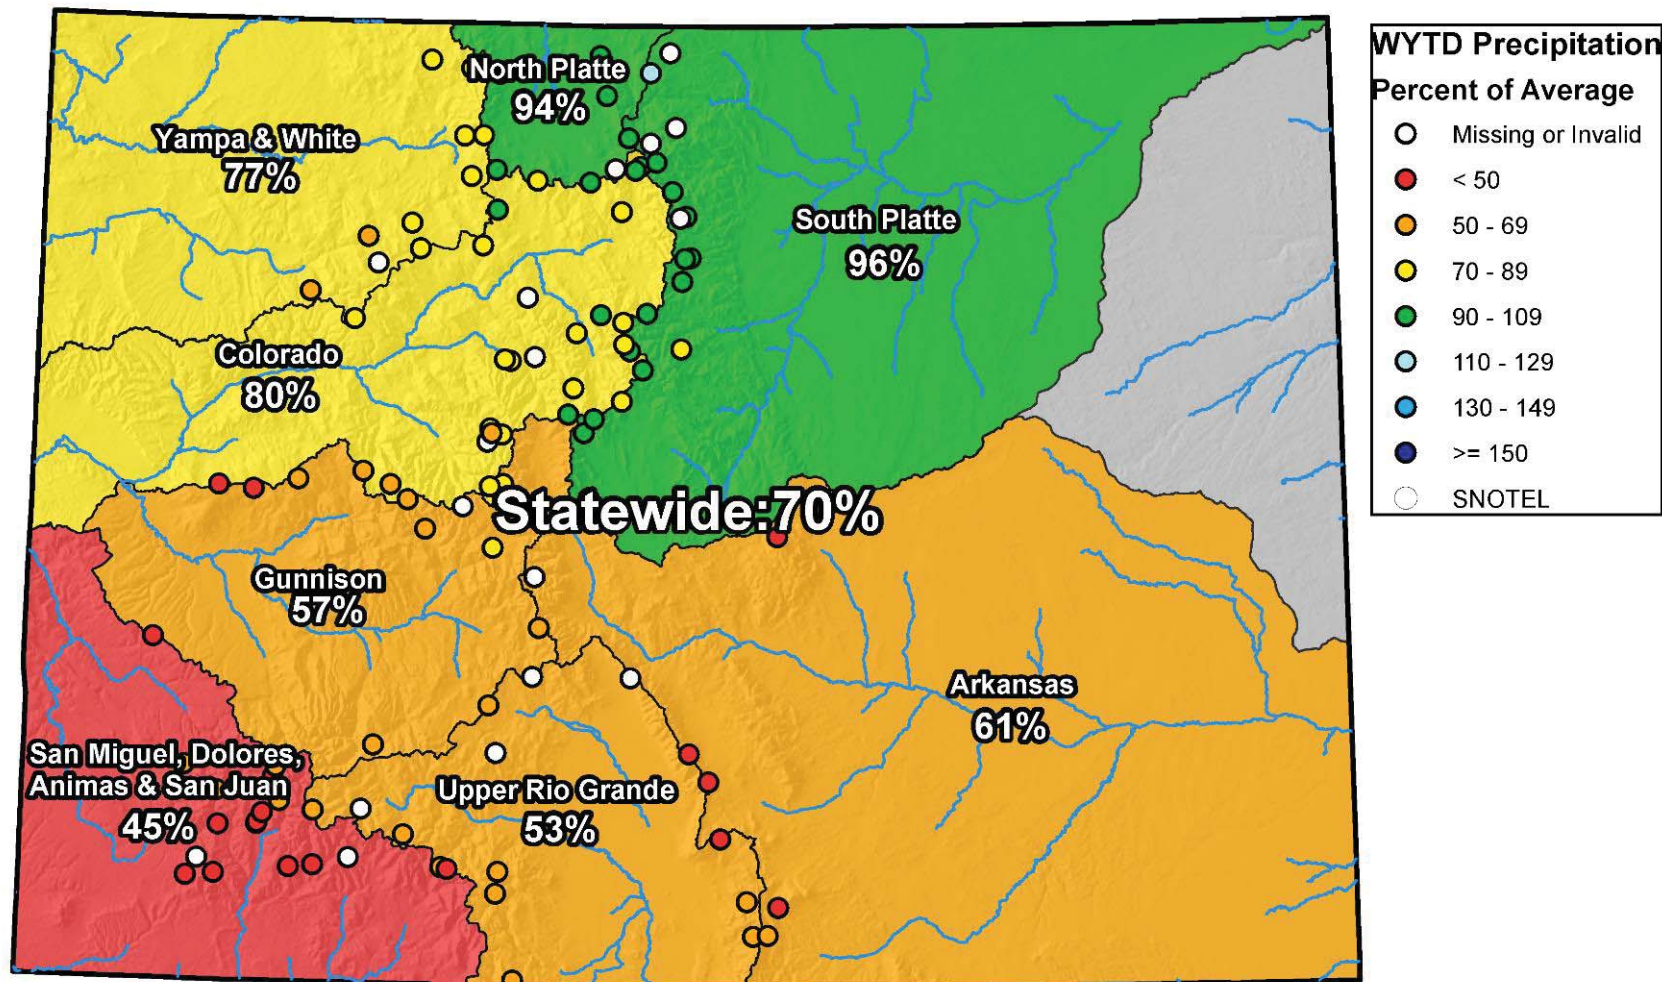 North Platte
94%
Yampa & White
77%
South Platte
96%
Colorado
80%
Statewide:70%
Gunnison
57%
Arkansas
61%
San Miguel, Dolores,
Animas & San Juan
45%
Upper Rio Grande
53%
WYTD Precipitation
Percent of Average
Missing or Invalid
< 50
50 - 69
70 - 89
90 - 109
110 - 129
130 - 149
>= 150
SNOTEL